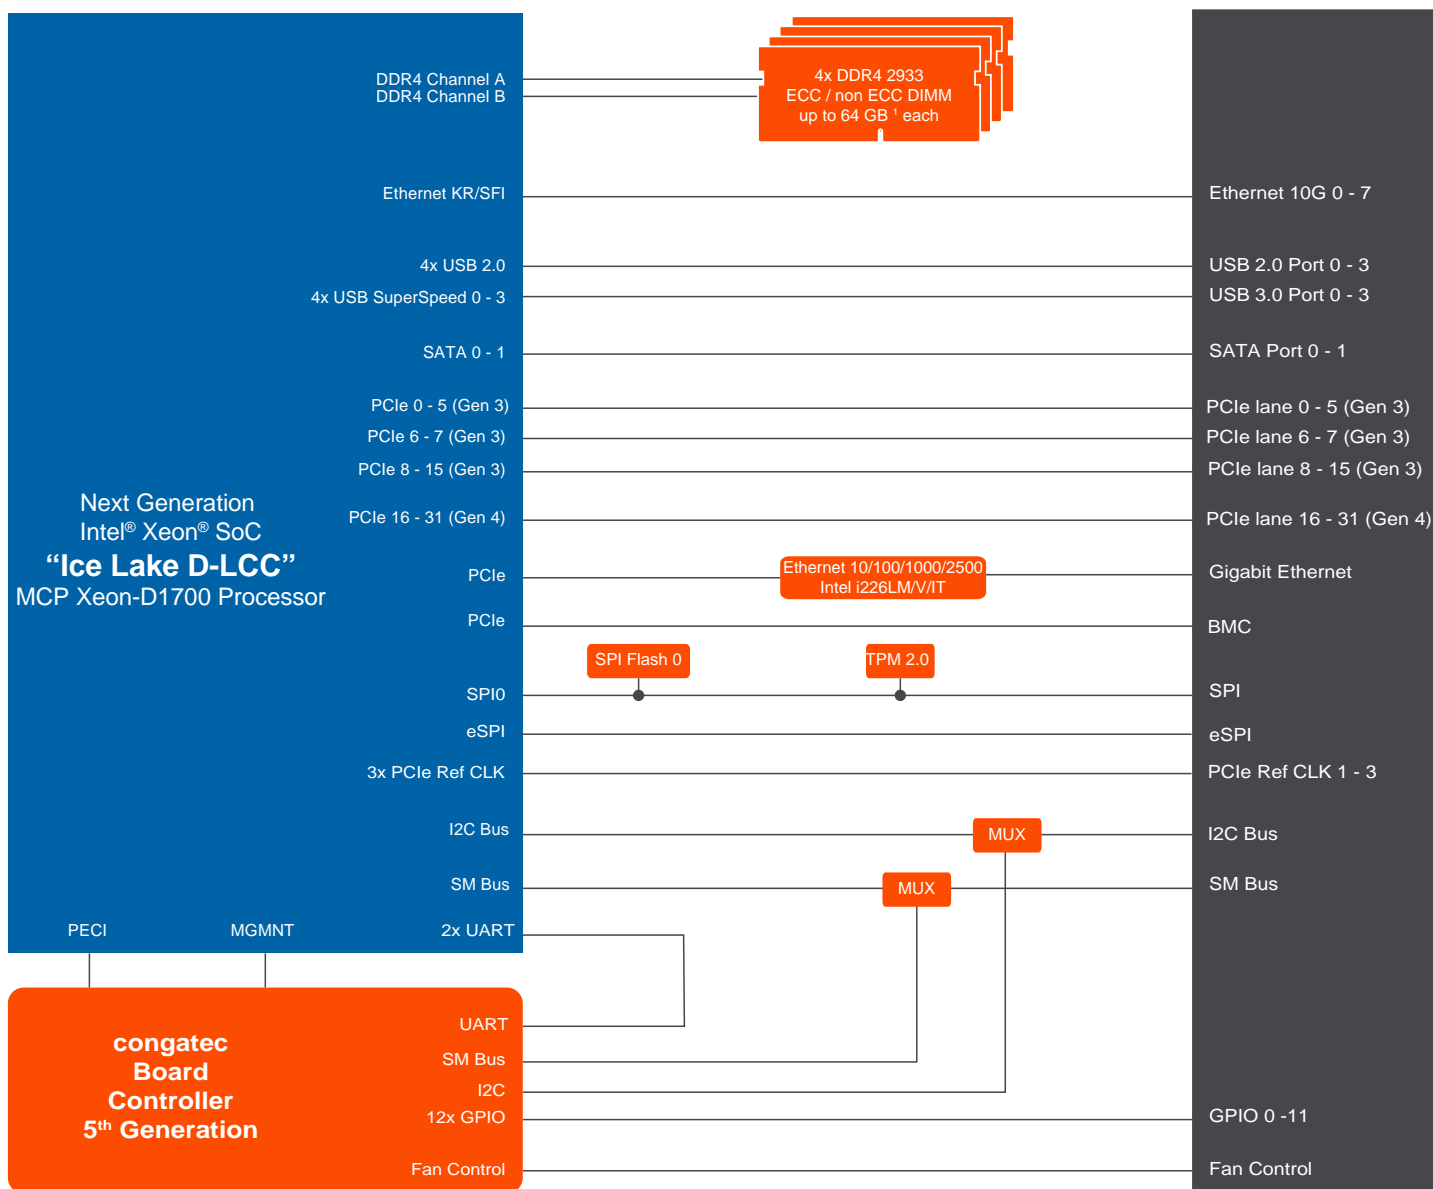 DDR4 Channel A
DDR4 Channel B
4x DDR4 2933
ECC / non ECC DIMM
up to 64 GB ¹ each
Ethernet KR/SFI
Ethernet 10G 0 - 7
4x USB 2.0
USB 2.0 Port 0 - 3
4x USB SuperSpeed 0 - 3
USB 3.0 Port 0 - 3
SATA 0 - 1
SATA Port 0 - 1
PCIe 0 - 5 (Gen 3)
PCIe lane 0 - 5 (Gen 3)
PCIe 6 - 7 (Gen 3)
PCIe lane 6 - 7 (Gen 3)
PCIe 8 - 15 (Gen 3)
PCIe lane 8 - 15 (Gen 3)
PCIe 16 - 31 (Gen 4)
PCIe lane 16 - 31 (Gen 4)
Next Generation
Intel® Xeon® SoC
“Ice Lake D-LCC”
MCP Xeon-D1700 Processor
PCIe
Ethernet 10/100/1000/2500
Intel i226LM/V/IT
Gigabit Ethernet
PCIe
BMC
SPI Flash 0
TPM 2.0
SPI0
SPI
eSPI
eSPI
3x PCIe Ref CLK
PCIe Ref CLK 1 - 3
I2C Bus
MUX
I2C Bus
SM Bus
MUX
SM Bus
PECI
MGMNT
2x UART
congatec
Board
Controller
5th Generation
UART
SM Bus
I2C
12x GPIO
GPIO 0 -11
Fan Control
Fan Control